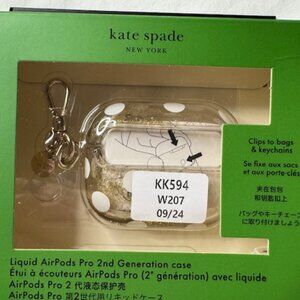 kate spade
NEW YORK
Clips to bags
& keychains
Se fixe aux sacs
et aux porte-clés
KK594
W207
09/24
Liquid AirPods Pro 2nd Generation case
Étui à écouteurs AirPods Pro (2ᵉ génération) avec liquide
AirPods Pro 2 代液态保护壳
AirPods Pro 第2世代用リキッドケース